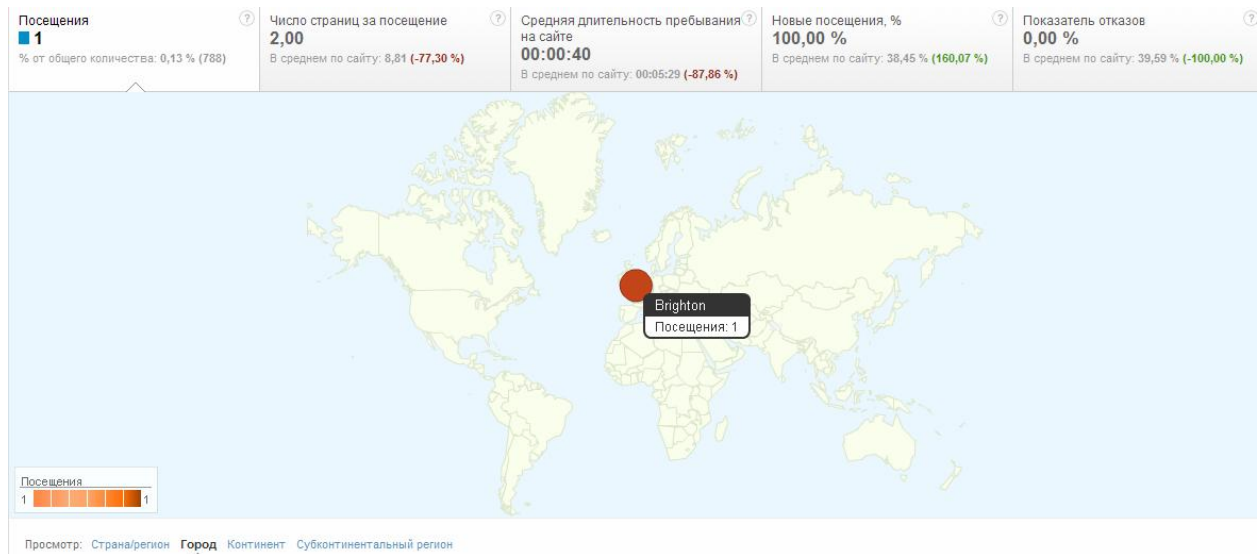 Посещения
?
1
% от общего количества: 0,13 % (788)
Число страниц за посещение
?
2,00
В среднем по сайту: 8,81 (-77,30 %)
Средняя длительность пребывания
?
на сайте
00:00:40
В среднем по сайту: 00:05:29 (-87,86 %)
Новые посещения, %
?
100,00 %
В среднем по сайту: 38,45 % (160,07 %)
Показатель отказов
?
0,00 %
В среднем по сайту: 39,59 % (-100,00 %)
Brighton
Посещения: 1
Посещения
1 1
Просмотр: Страна/регион Город Континент Субконтинентальный регион